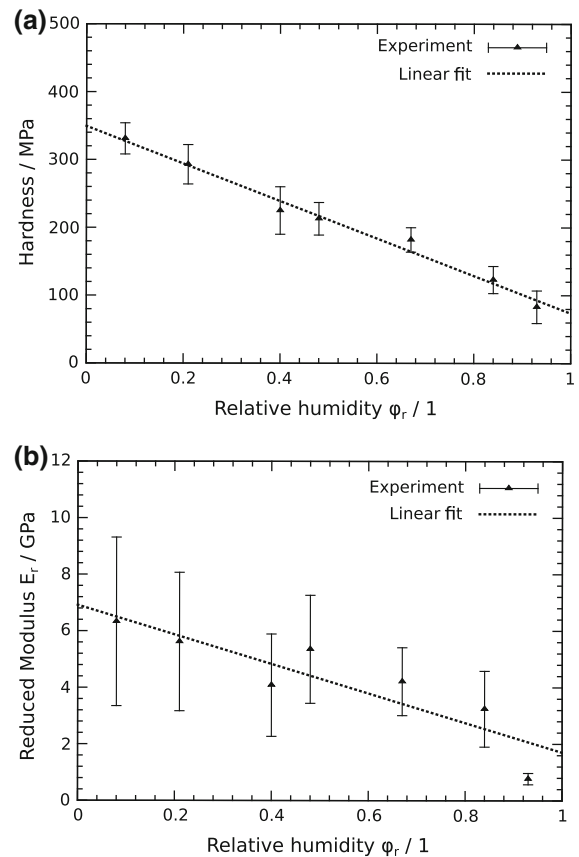 (a)
500
400
300
200
100
0
Hardness / MPa
Experiment
Linear fit
0 0.2 0.4 0.6 0.8 1
Relative humidity φr / 1
(b)
12
10
8
6
4
2
0
Reduced Modulus Er / GPa
Experiment
Linear fit
0 0.2 0.4 0.6 0.8 1
Relative humidity φr / 1